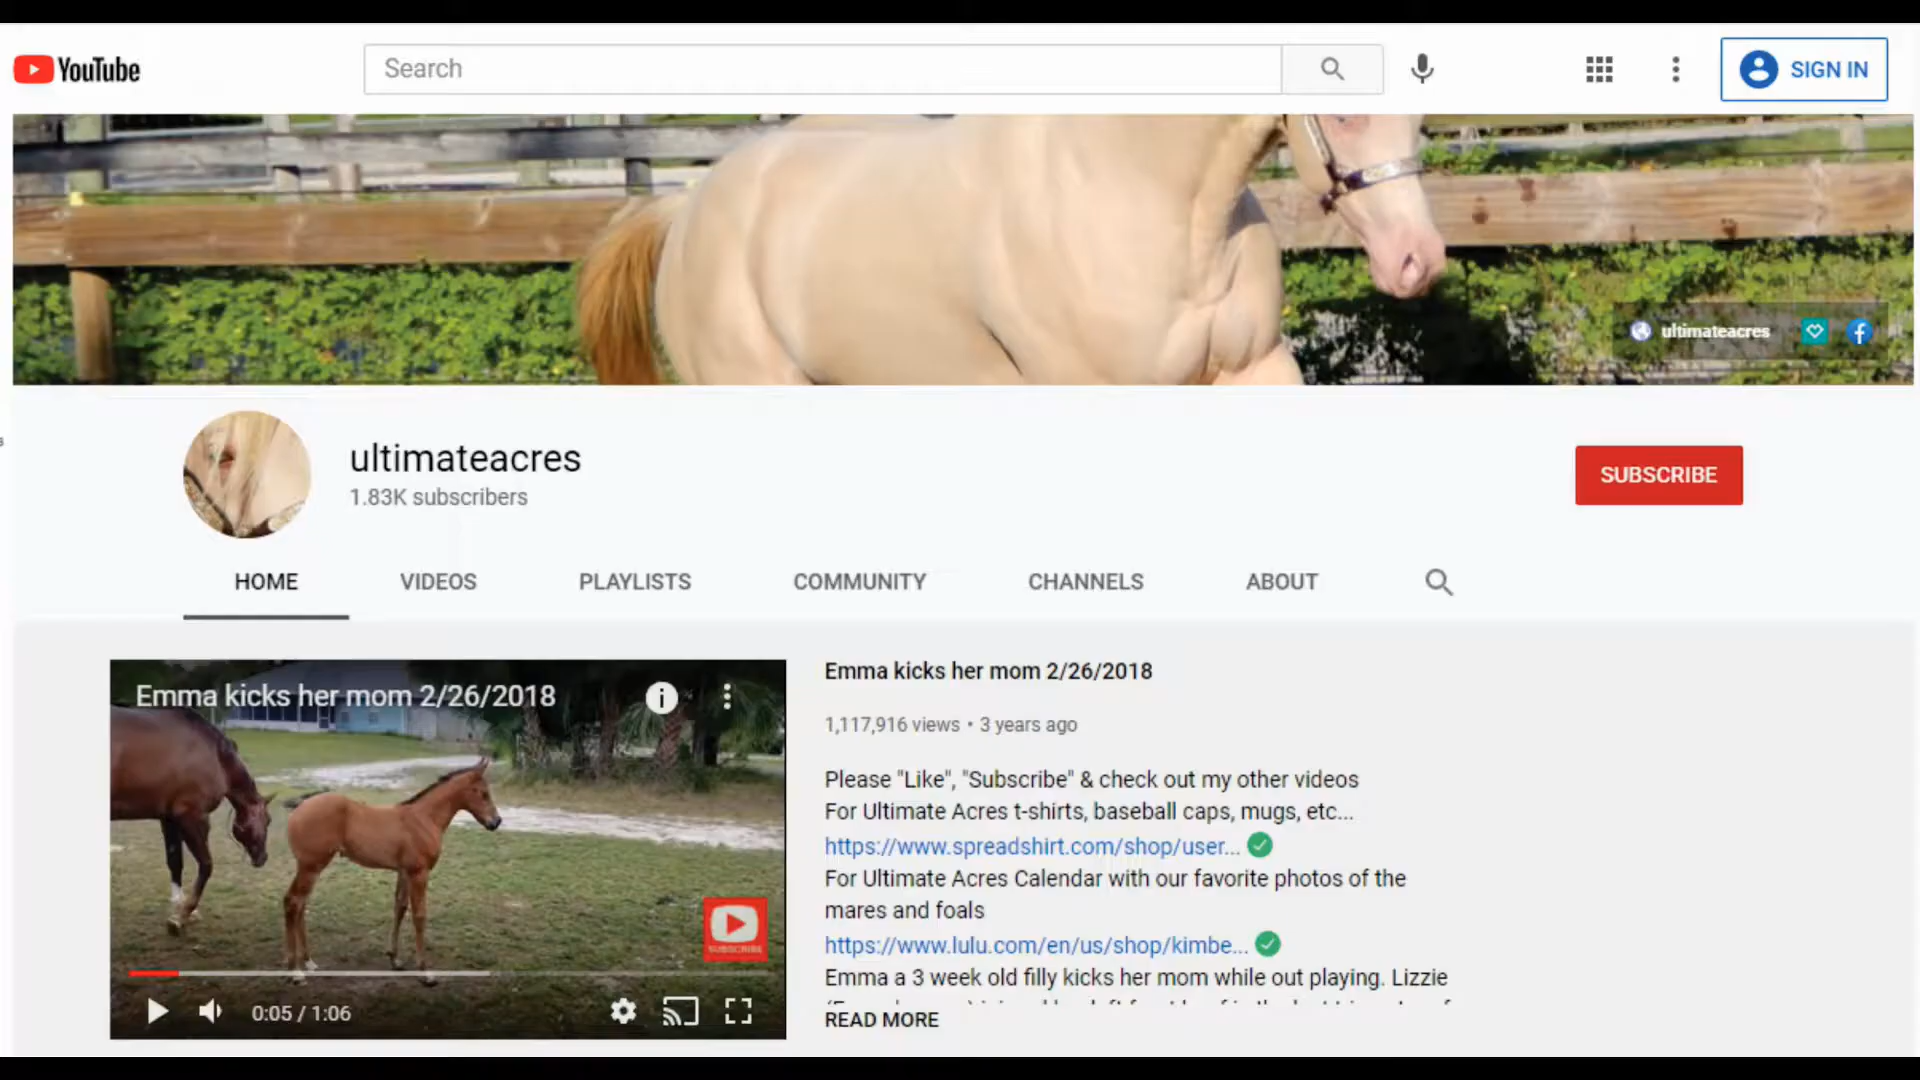 YouTube
Search
SIGN IN
ultimateacres
ultimateacres
1.83K subscribers
SUBSCRIBE
HOME VIDEOS PLAYLISTS COMMUNITY CHANNELS ABOUT
Emma kicks her mom 2/26/2018
SUBSCRIBE
0:05 / 1:06
Emma kicks her mom 2/26/2018
1,117,916 views • 3 years ago
Please "Like", "Subscribe" & check out my other videos
For Ultimate Acres t-shirts, baseball caps, mugs, etc...
https://www.spreadshirt.com/shop/user...
For Ultimate Acres Calendar with our favorite photos of the
mares and foals
https://www.lulu.com/en/us/shop/kimbe...
Emma a 3 week old filly kicks her mom while out playing. Lizzie
READ MORE